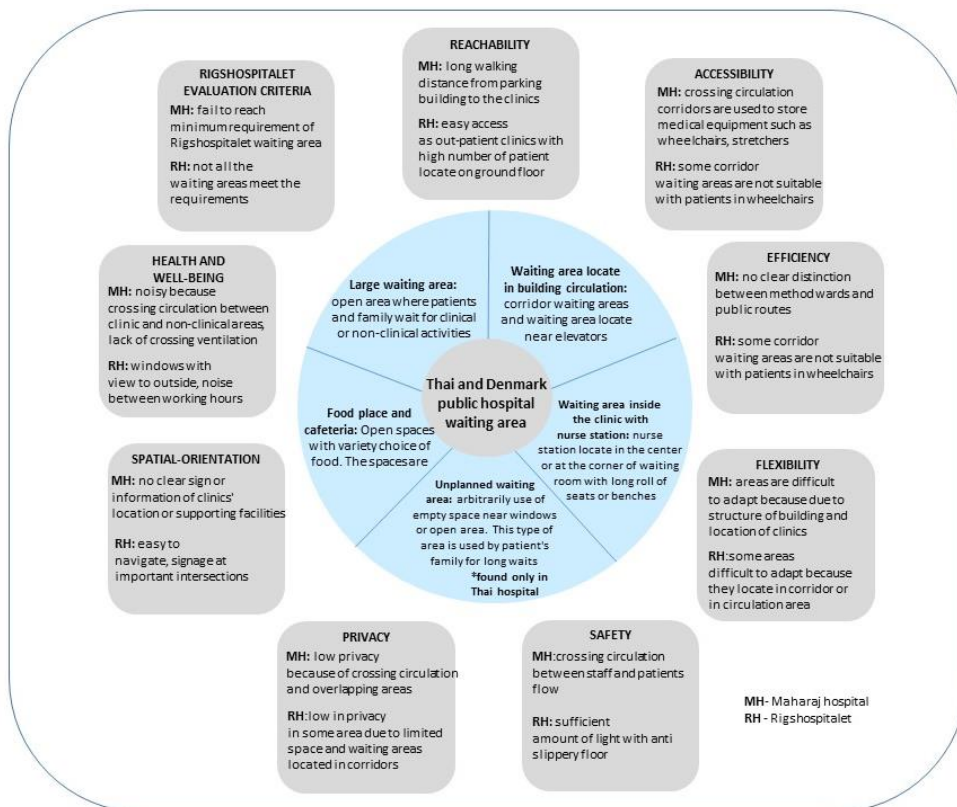 REACHABILITY
MH: long walking
distance from parking
building to the clinics
RH: easy access
as out-patient clinics with
high number of patient
locate on ground floor
RIGSHOSPITALET
EVALUATION CRITERIA
MH: fail to reach
minimum requirement of
Rigshospitalet waiting area
RH: not all the
waiting areas meet the
requirements
ACCESSIBILITY
MH: crossing circulation
corridors are used to store
medical equipment such as
wheelchairs, stretchers
RH: some corridor
waiting areas are not suitable
with patients in wheelchairs
HEALTH AND
WELL-BEING
MH: noisy because
crossing circulation between
clinic and non-clinical areas,
lack of crossing ventilation
RH: windows with
view to outside, noise
between working hours
Large waiting area:
open area where patients
and family wait for clinical
or non-clinical activities
Waiting area locate
in building circulation:
corridor waiting areas
and waiting area locate
near elevators
EFFICIENCY
MH: no clear distinction
between method wards and
public routes
RH: some corridor
waiting areas are not suitable
with patients in wheelchairs
Thai and Denmark
public hospital
waiting area
Food place and
cafeteria: Open spaces
with variety choice of
food. The spaces are
Waiting area inside
the clinic with
nurse station: nurse
station locate in the center
or at the corner of waiting
room with long roll of
seats or benches
SPATIAL-ORIENTATION
MH: no clear sign or
information of clinics'
location or supporting facilities
RH: easy to
navigate, signage at
important intersections
Unplanned waiting
area: arbitrarily use of
empty space near windows
or open area. This type of
area is used by patient's
family for long waits
*found only in
Thai hospital
FLEXIBILITY
MH: areas are difficult
to adapt because due to
structure of building and
location of clinics
RH:some areas
difficult to adapt because
they locate in corridor or
in circulation area
PRIVACY
MH: low privacy
because of crossing circulation
and overlapping areas
RH:low in privacy
in some area due to limited
space and waiting areas
located in corridors
SAFETY
MH:crossing circulation
between staff and patients
flow
RH: sufficient
amount of light with anti
slippery floor
MH- Maharaj hospital
RH - Rigshospitalet